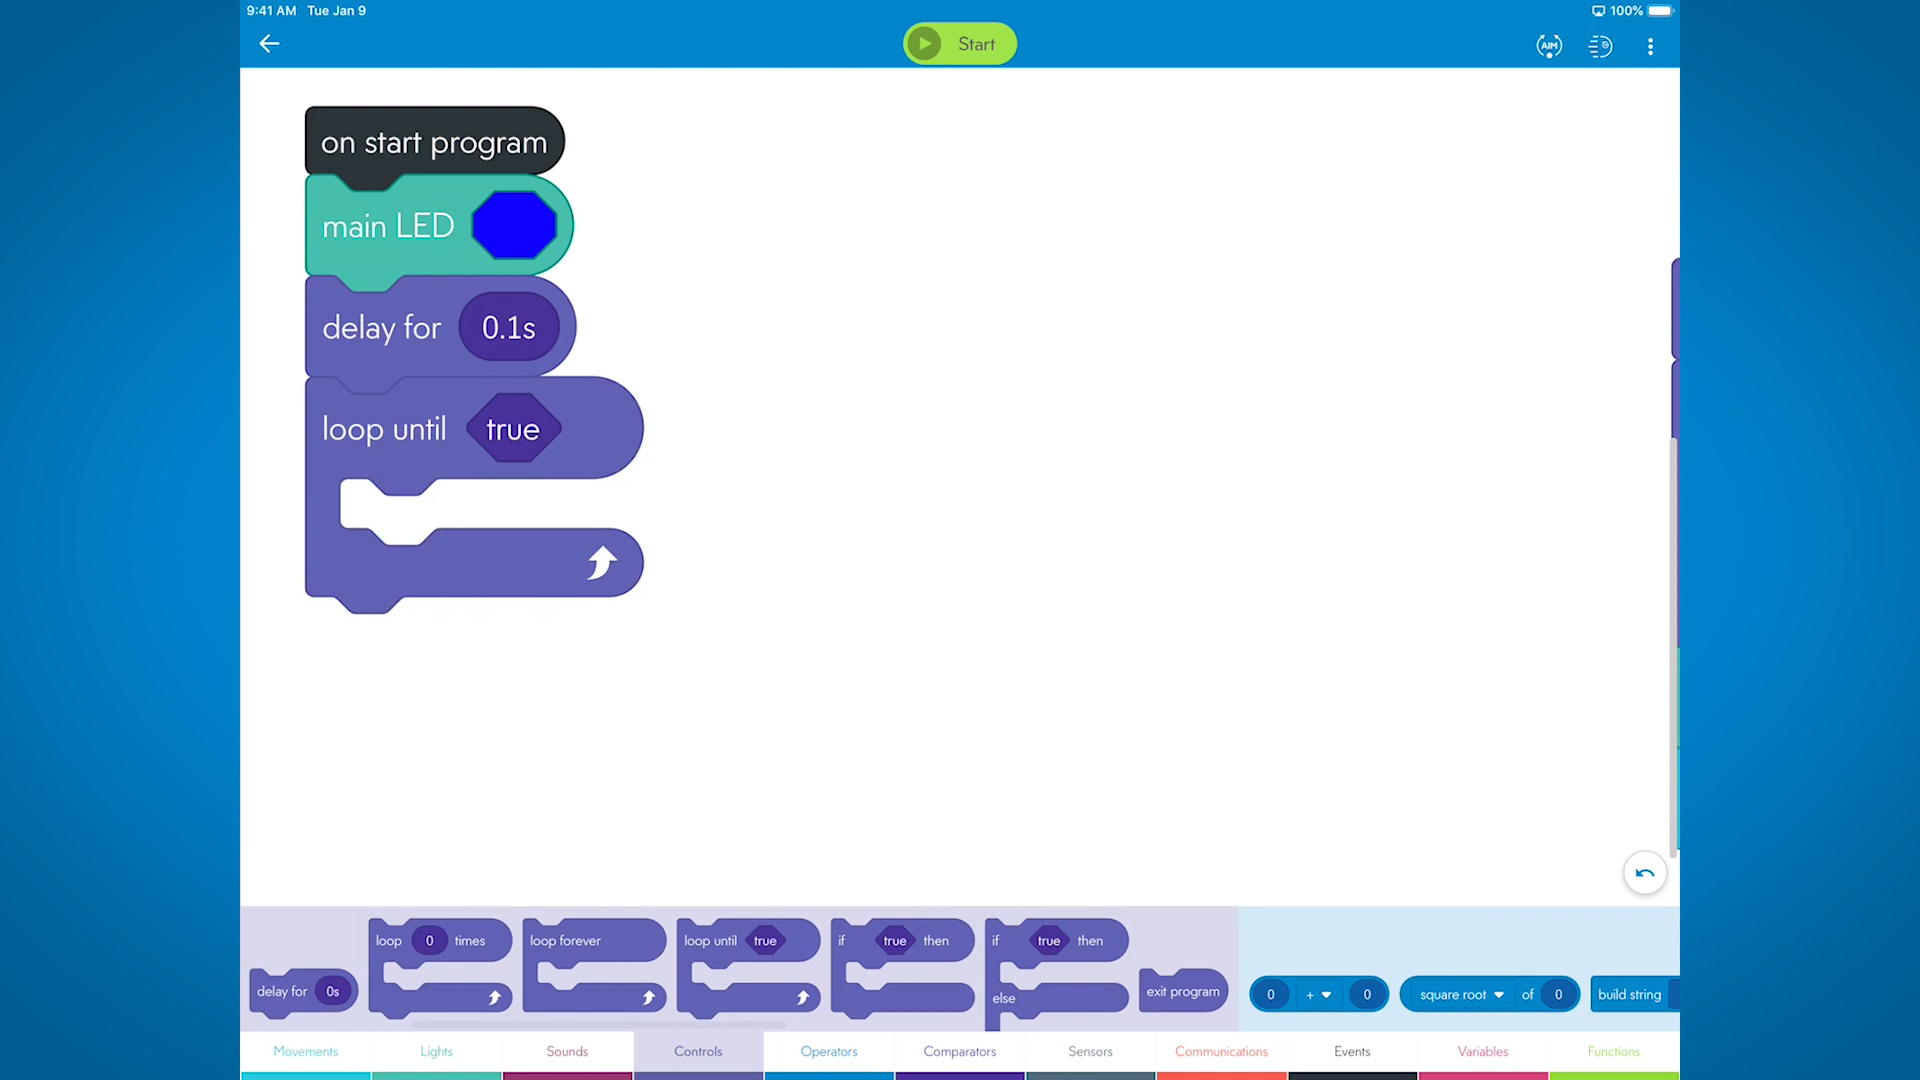 9:41 AM Tue Jan 9
100%
Start
AIM
on start program
main LED
delay for 0.1s
loop until true
delay for 0s
loop 0 times
loop forever
loop until true
if true then
if true then
else
exit program
0 + 0
square root of 0
build string
Movements
Lights
Sounds
Controls
Operators
Comparators
Sensors
Communications
Events
Variables
Functions